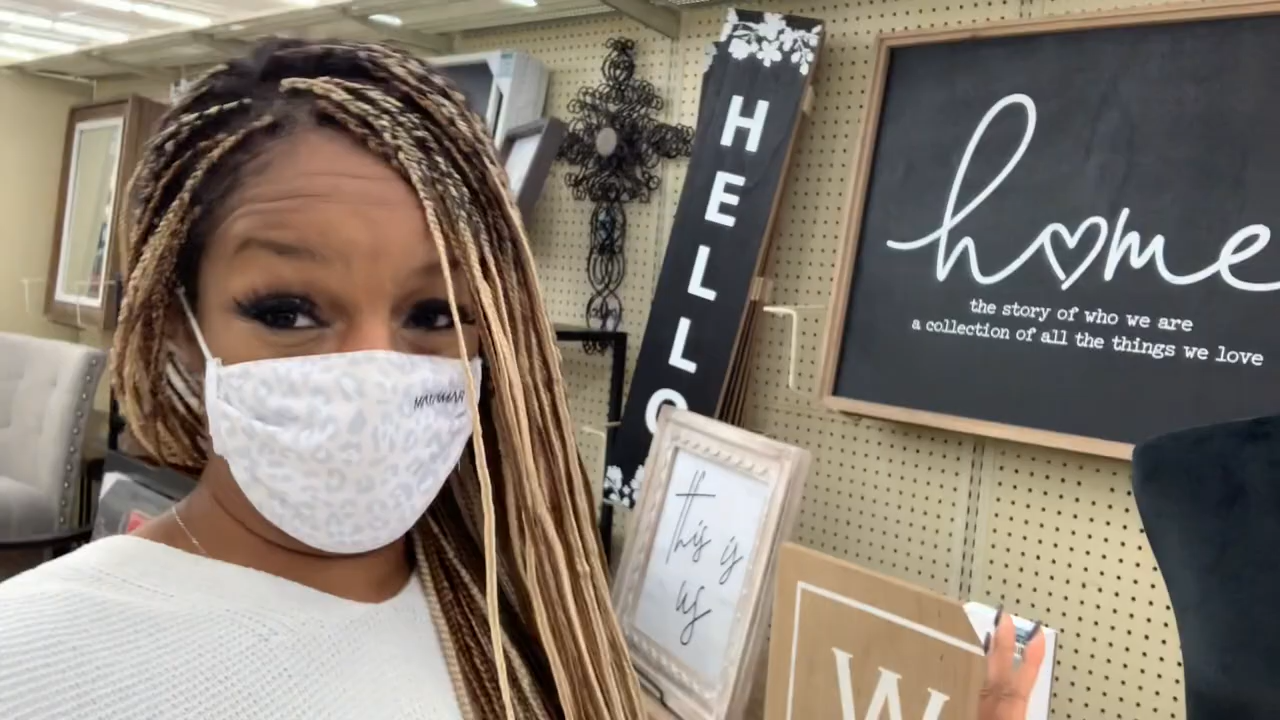 HELLO
home
the story of who we are
a collection of all the things we love
this is
us
W